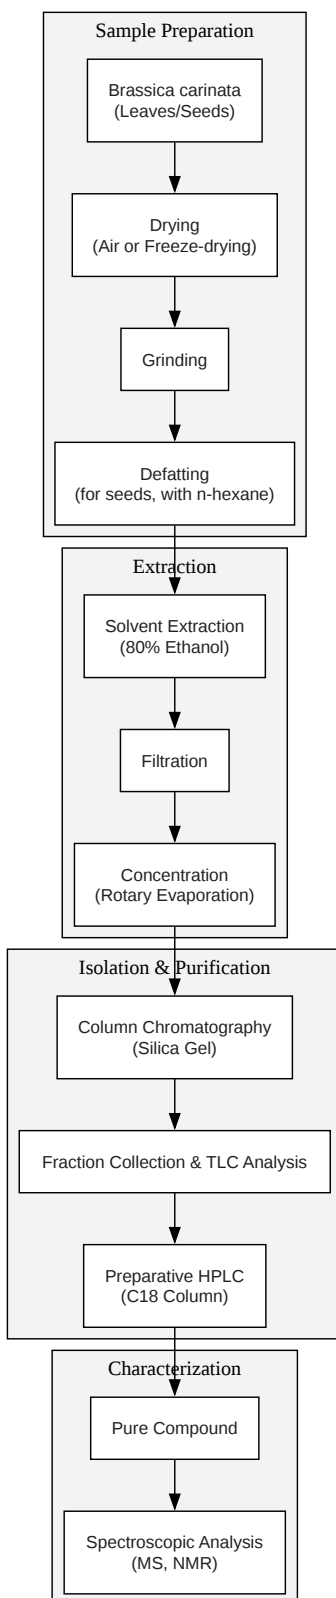 Sample Preparation
Brassica carinata
(Leaves/Seeds)
Drying
(Air or Freeze-drying)
Grinding
Defatting
(for seeds, with n-hexane)
Extraction
Solvent Extraction
(80% Ethanol)
Filtration
Concentration
(Rotary Evaporation)
Isolation & Purification
Column Chromatography
(Silica Gel)
Fraction Collection & TLC Analysis
Preparative HPLC
(C18 Column)
Characterization
Pure Compound
Spectroscopic Analysis
(MS, NMR)